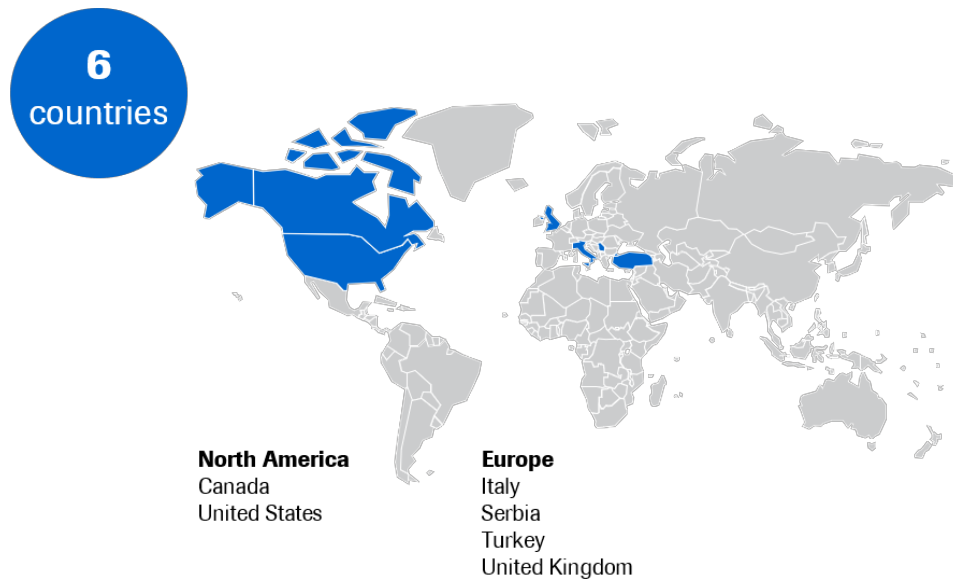 6
countries
North America
Canada
United States
Europe
Italy
Serbia
Turkey
United Kingdom